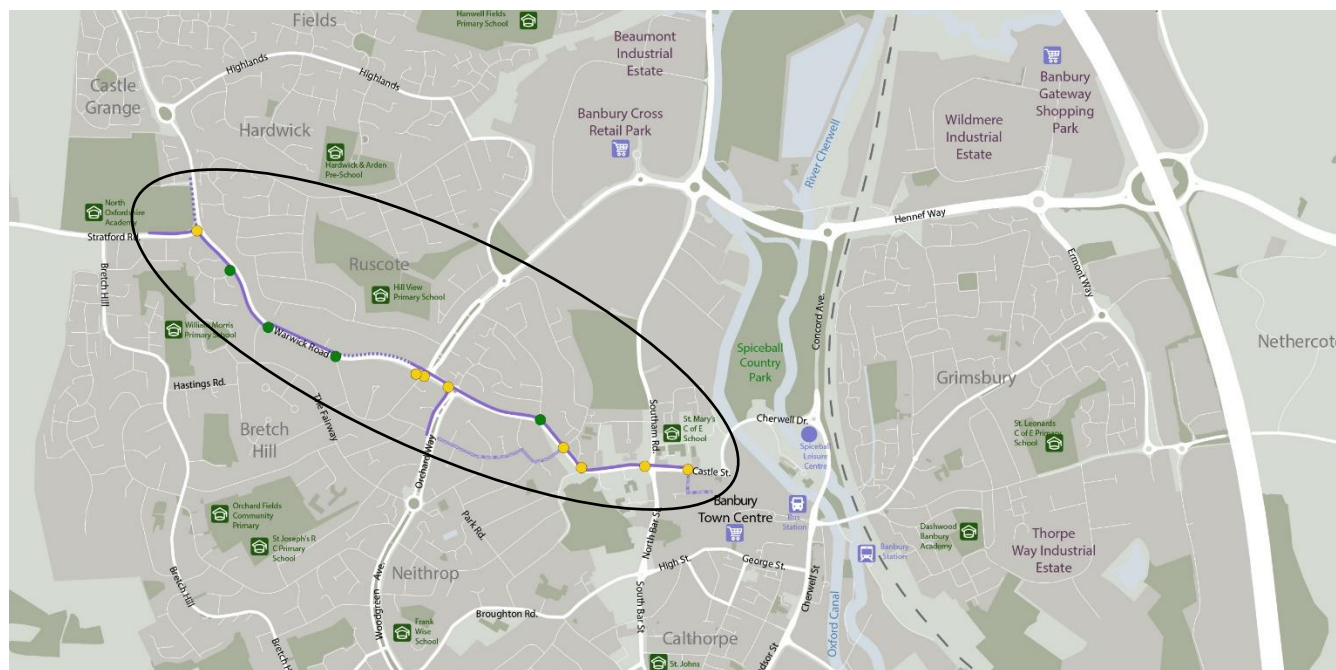 Hanwell Fields
Primary School
Fields
Beaumont
Industrial
Estate
Highlands
Highlands
Castle
Grange
Banbury
Gateway
Shopping
Park
Banbury Cross
Retail Park
Wildmere
Industrial
Estate
Hardwick
Hardwick & Arden
Pre-School
River Cherwell
North
Oxfordshire
Academy
Stratford Rd.
Hennef Way
Ermont Way
Bretch Hill
Ruscote
Hill View
Primary School
William Morris
Primary School
Warwick Road
Concord Ave.
Nethercote
Spiceball
Country
Park
Grimsbury
Hastings Rd.
The Fairway
Bretch
Hill
Orchard Way
Southam Rd.
St. Mary's
C of E
School
Cherwell Dr.
St. Leonards
C of E Primary
School
Spiceball
Leisure
Centre
Castle St.
Banbury
Town Centre
Bus
Station
Orchard Fields
Community
Primary
St Joseph's R
C Primary
School
Park Rd.
North Bar St
Dashwood
Banbury
Academy
Thorpe
Way Industrial
Estate
Banbury
Station
High St.
George St.
Neithrop
Bretch Hill
Woodgreen Ave.
Broughton Rd.
South Bar St
Cherwell St
Oxford Canal
Frank
Wise
School
Calthorpe
Bretch H
St. Johns
dsor St